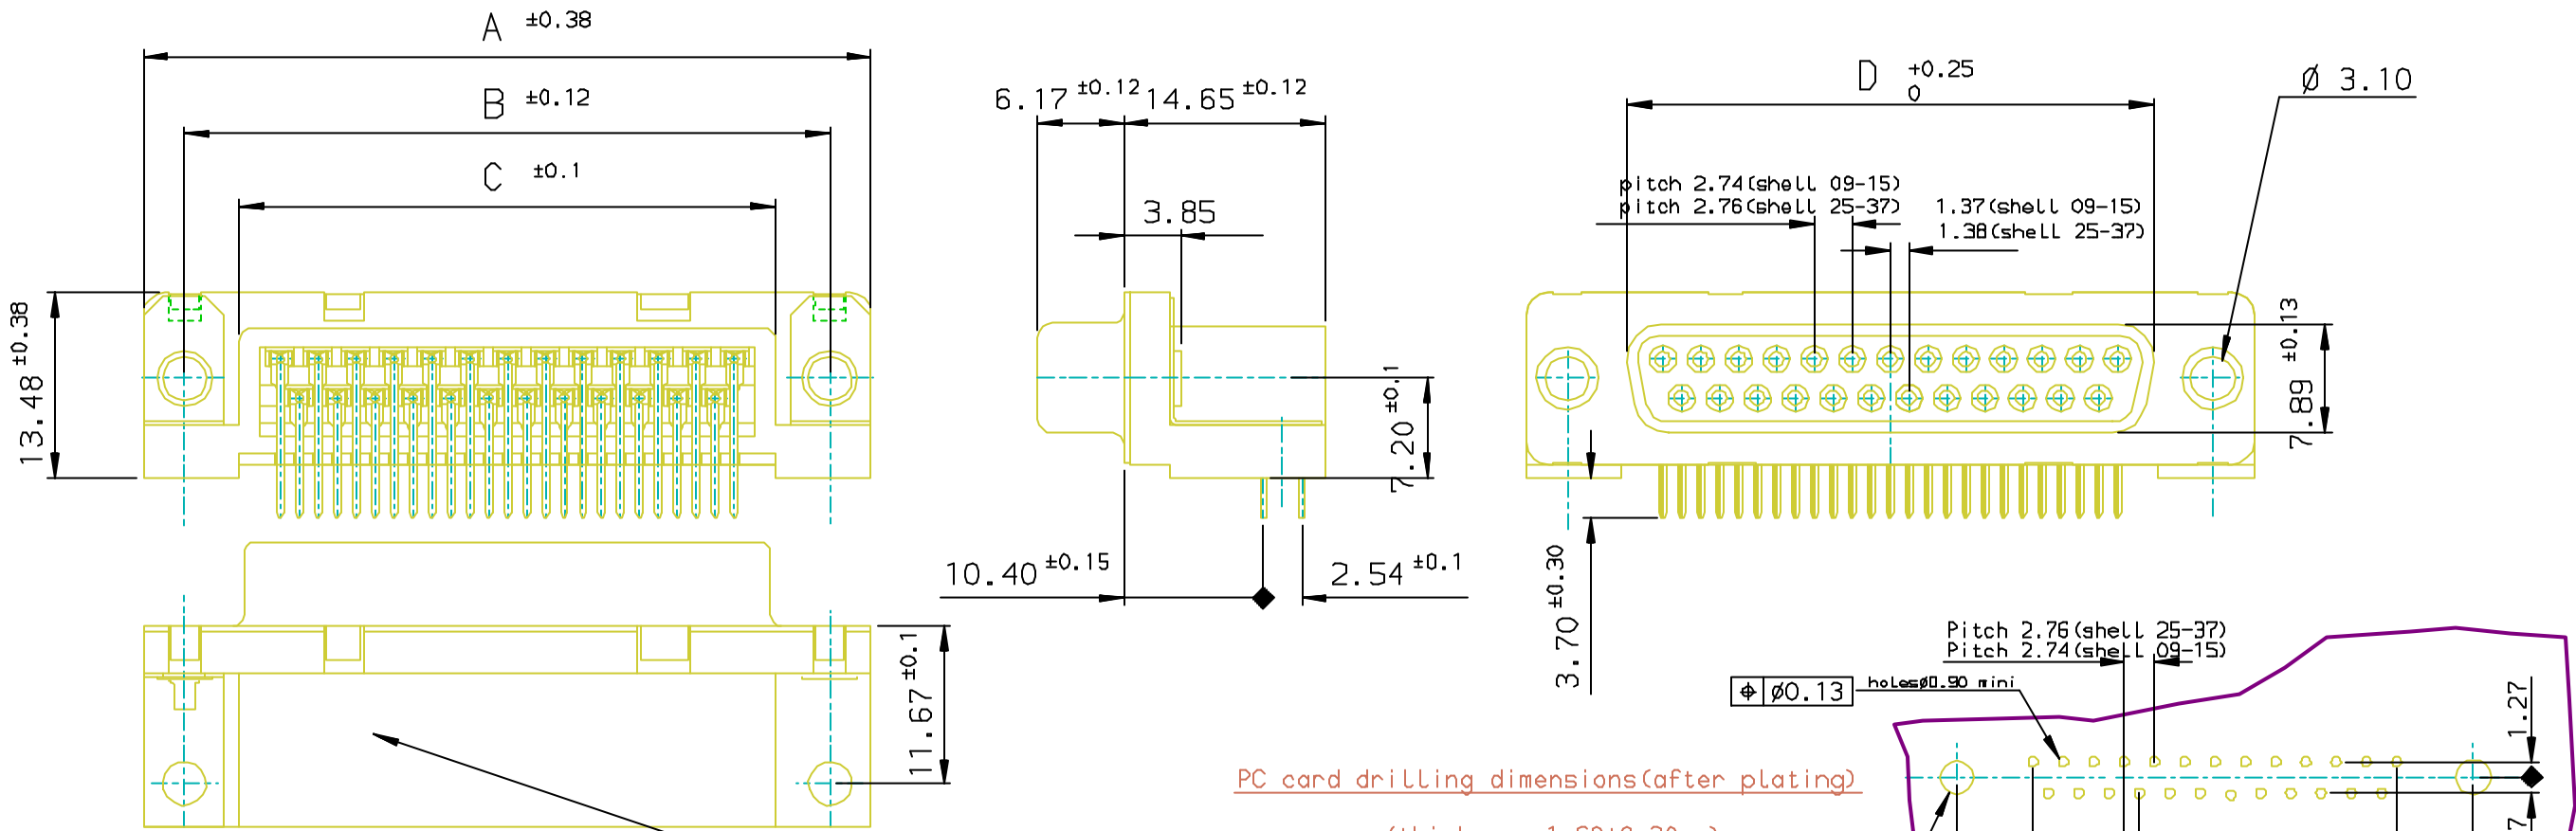 A ±0.38
B ±0.12
C ±0.1
13.48 ±0.38
6.17 ±0.12
14.65 ±0.12
3.85
7.20 ±0.1
10.40 ±0.15
2.54 ±0.1
D +0.25
0
Ø 3.10
pitch 2.74(shell 09-15)
pitch 2.76(shell 25-37)
1.37(shell 09-15)
1.38(shell 25-37)
7.89 ±0.13
3.70 ±0.30
11.67 ±0.1
Pitch 2.76(shell 25-37)
Pitch 2.74(shell 09-15)
⌖ Ø0.13
holesØ0.90 mini
1.27
PC card drilling dimensions(after plating)